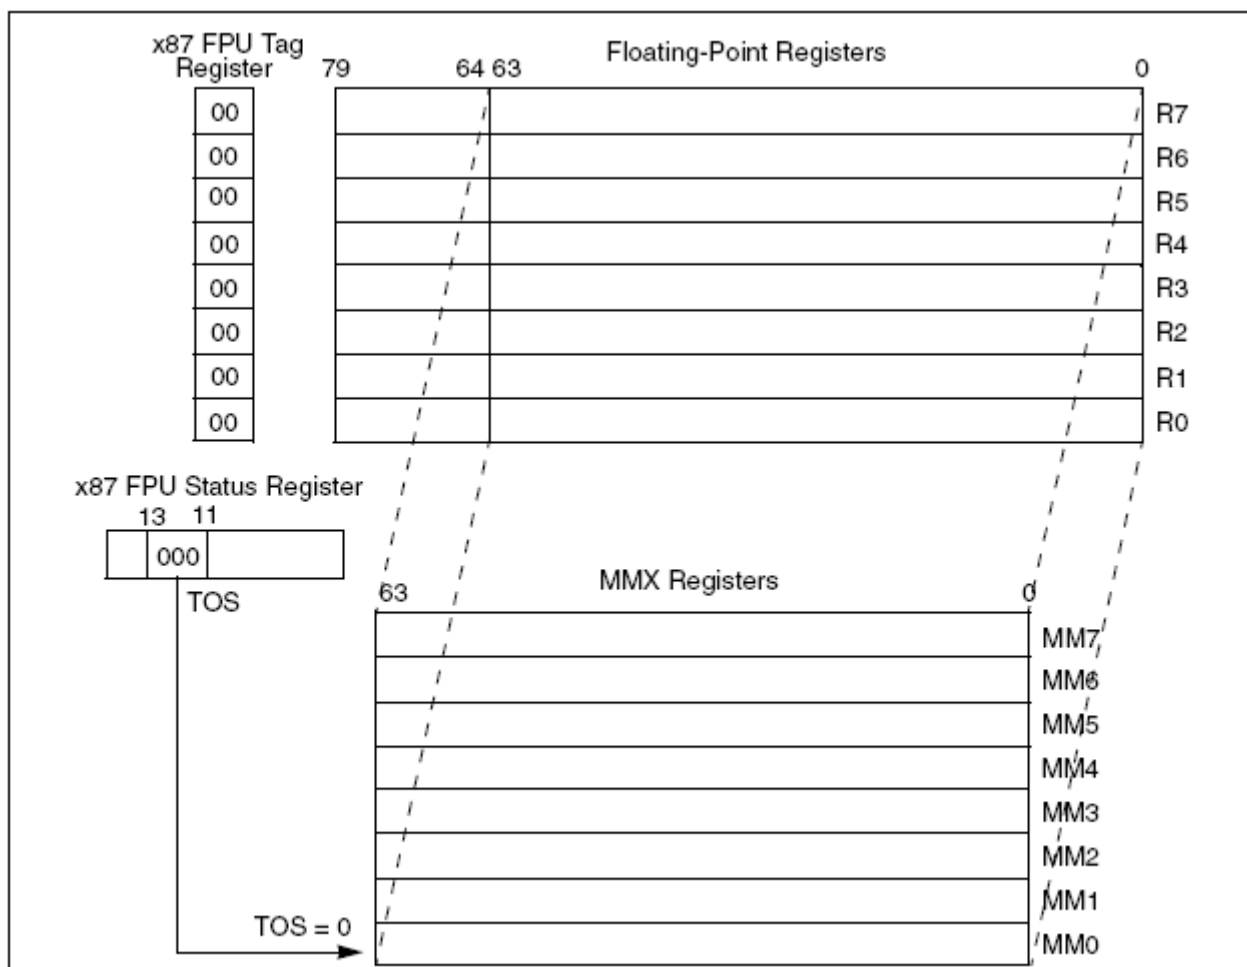 x87 FPU Tag
Register
Floating-Point Registers
79
64 63
0
00
R7
00
R6
00
R5
00
R4
00
R3
00
R2
00
R1
00
R0
x87 FPU Status Register
13
11
000
TOS
MMX Registers
63
0
MM7
MM6
MM5
MM4
MM3
MM2
MM1
TOS = 0
MM0